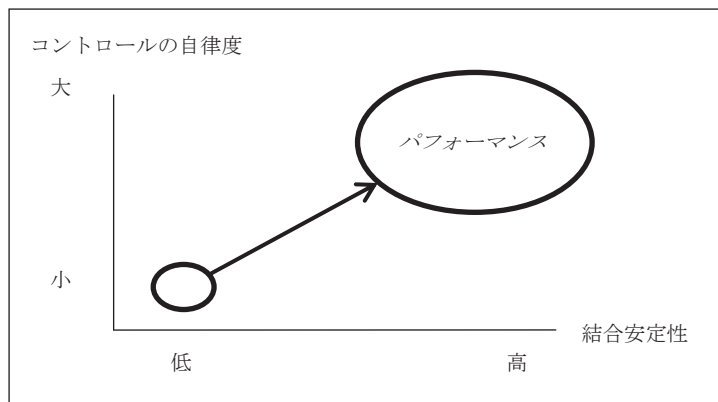 コントロールの自律度
大
パフォーマンス
小
結合安定性
低
高